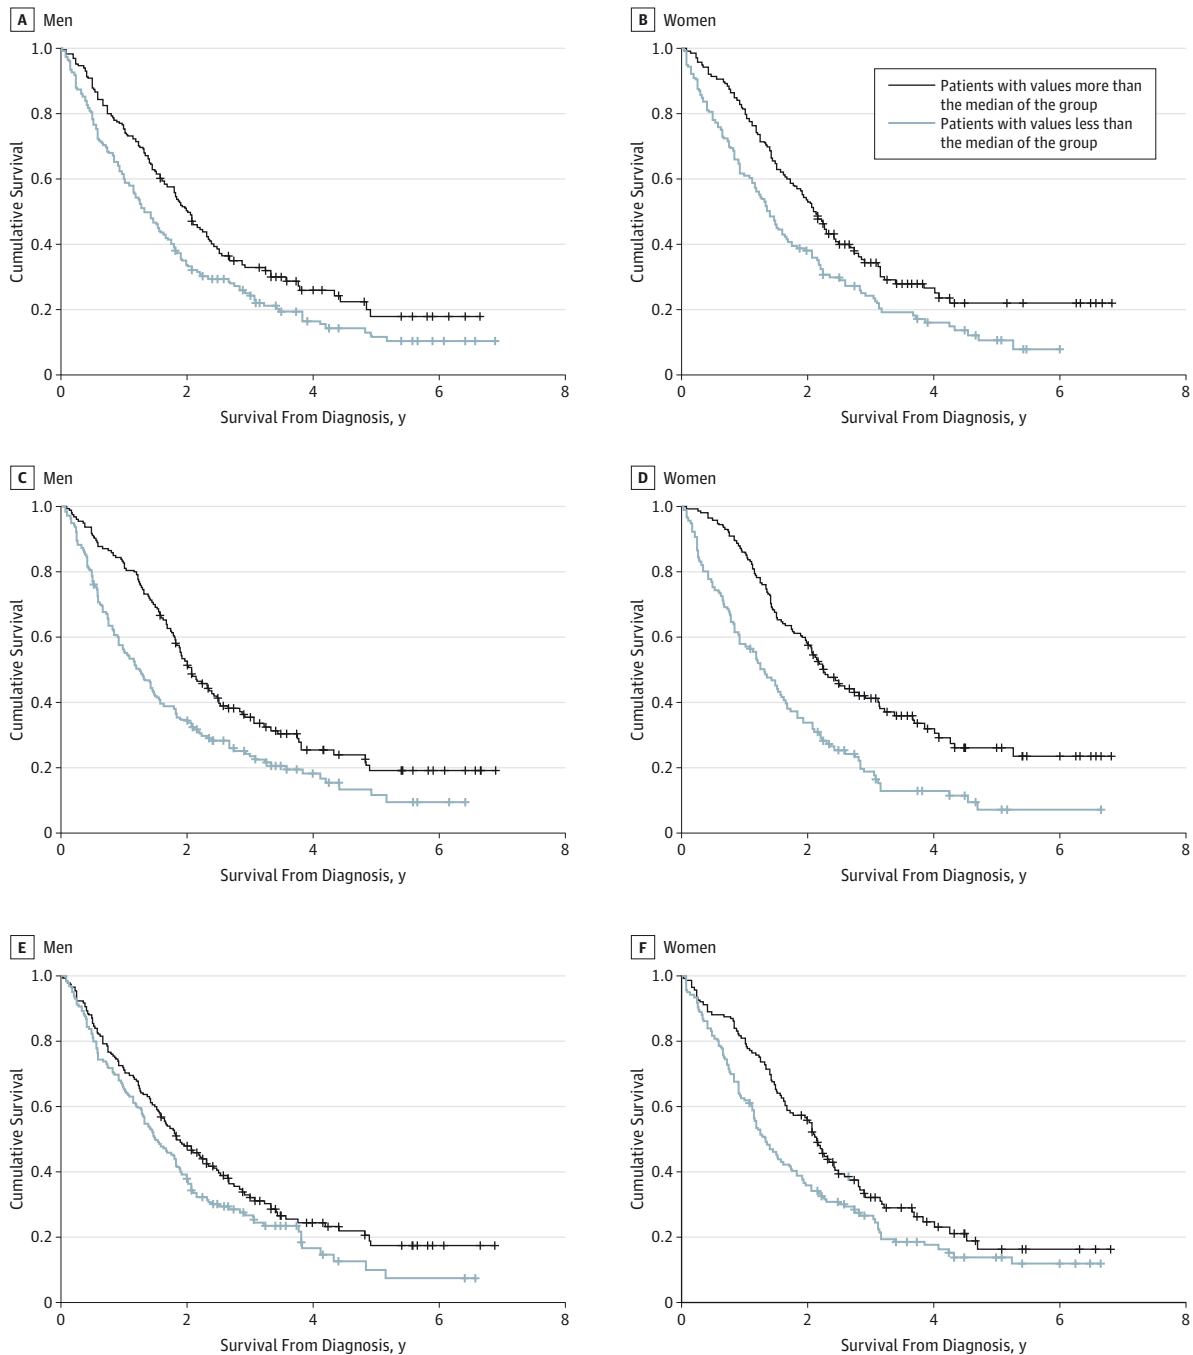 A Men
1.0
0.8
0.6
0.4
0.2
0
Cumulative Survival
0 2 4 6 8
Survival From Diagnosis, y
B Women
1.0
0.8
0.6
0.4
0.2
0
Cumulative Survival
0 2 4 6 8
Survival From Diagnosis, y
Patients with values more than
the median of the group
Patients with values less than
the median of the group
C Men
1.0
0.8
0.6
0.4
0.2
0
Cumulative Survival
0 2 4 6 8
Survival From Diagnosis, y
D Women
1.0
0.8
0.6
0.4
0.2
0
Cumulative Survival
0 2 4 6 8
Survival From Diagnosis, y
E Men
1.0
0.8
0.6
0.4
0.2
0
Cumulative Survival
0 2 4 6 8
Survival From Diagnosis, y
F Women
1.0
0.8
0.6
0.4
0.2
0
Cumulative Survival
0 2 4 6 8
Survival From Diagnosis, y